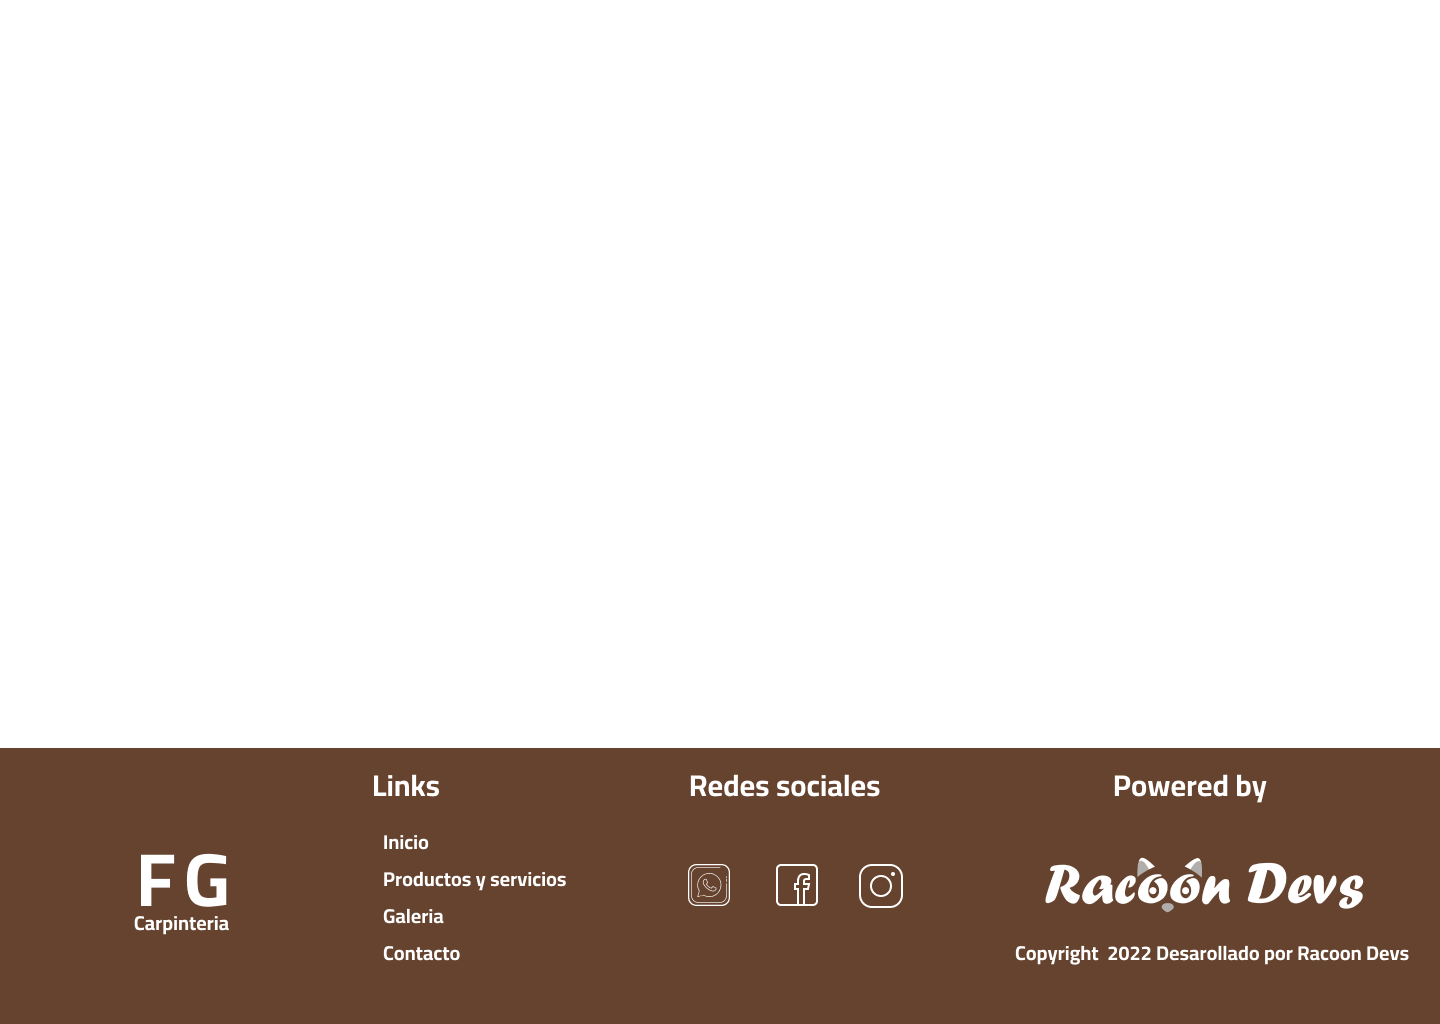 FG
Carpinteria
Links
Inicio
Productos y servicios
Galeria
Contacto
Redes sociales
Powered by
Racoon Devs
Copyright  2022 Desarollado por Racoon Devs